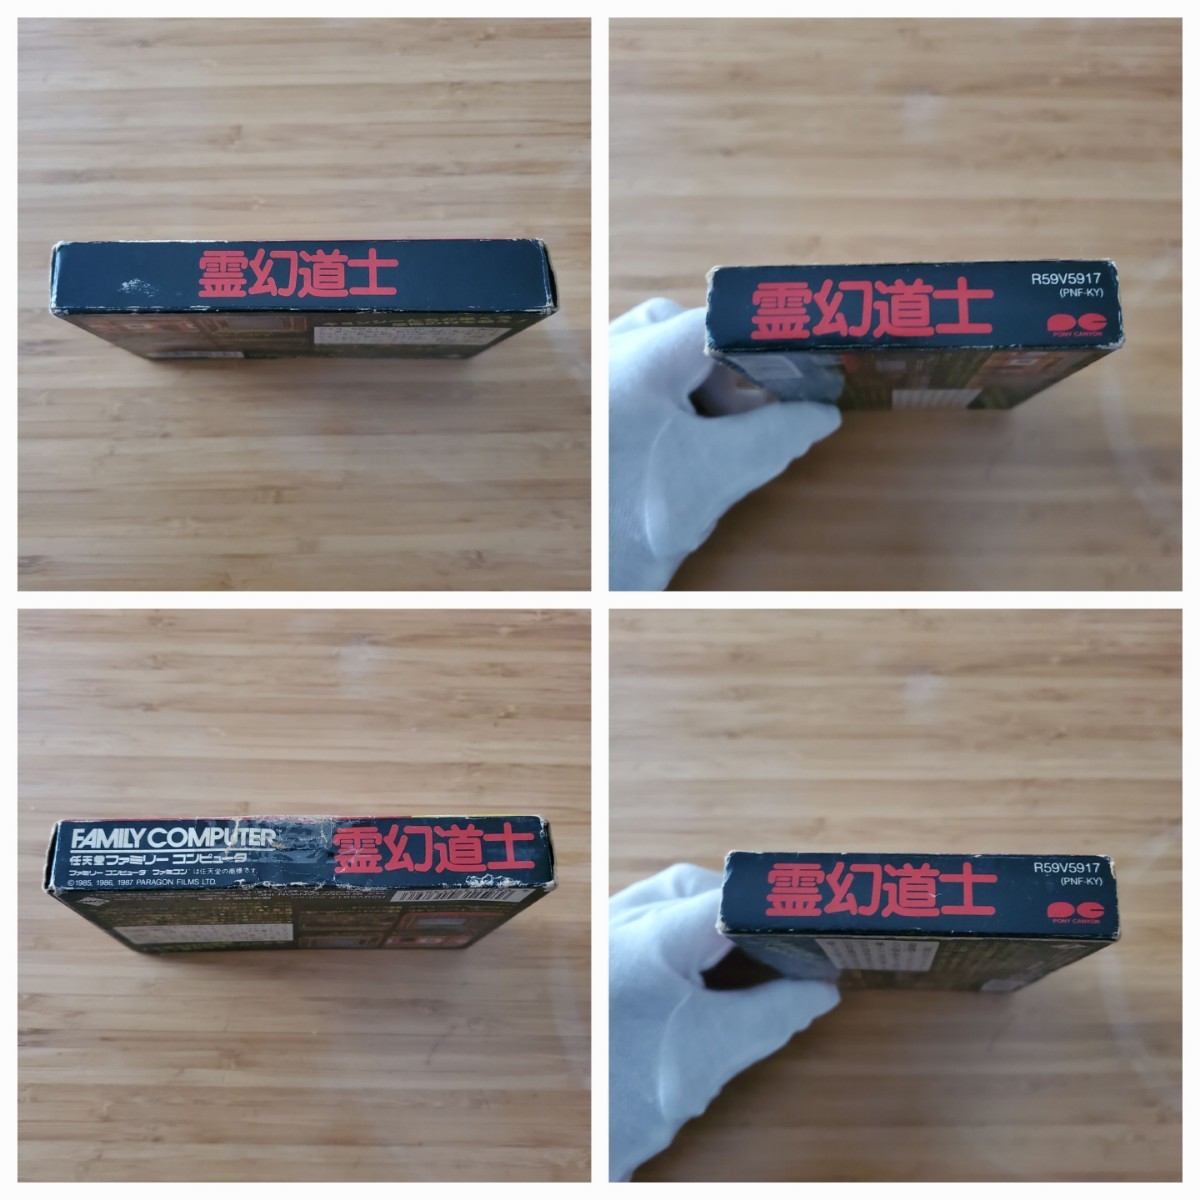 霊幻道士
霊幻道士
R59V5917
(PNF-KY)
PONY CANYON
FAMILY COMPUTER
任天堂ファミリーコンピュータ
ファミリーコンピュータ ファミコン は任天堂の商標です
©1985, 1986, 1987 PARAGON FILMS LTD.
霊幻道士
霊幻道士
R59V5917
(PNF-KY)
PONY CANYON